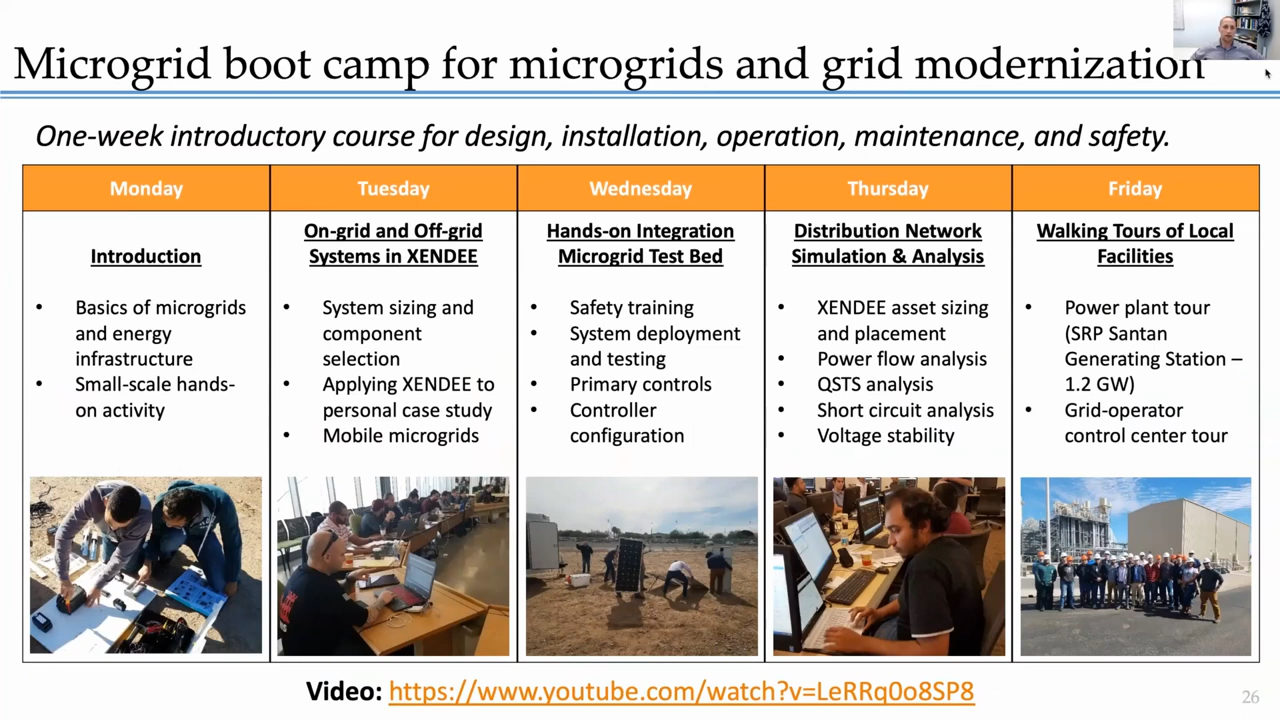 Microgrid boot camp for microgrids and grid modernization
One-week introductory course for design, installation, operation, maintenance, and safety.
Monday
Tuesday
Wednesday
Thursday
Friday
Introduction
• Basics of microgrids
and energy
infrastructure
• Small-scale hands-
on activity
On-grid and Off-grid
Systems in XENDEE
• System sizing and
component
selection
• Applying XENDEE to
personal case study
• Mobile microgrids
Hands-on Integration
Microgrid Test Bed
• Safety training
• System deployment
and testing
• Primary controls
• Controller
configuration
Distribution Network
Simulation & Analysis
• XENDEE asset sizing
and placement
• Power flow analysis
• QSTS analysis
• Short circuit analysis
• Voltage stability
Walking Tours of Local
Facilities
• Power plant tour
(SRP Santan
Generating Station –
1.2 GW)
• Grid-operator
control center tour
Video: https://www.youtube.com/watch?v=LeRRq0o8SP8
26